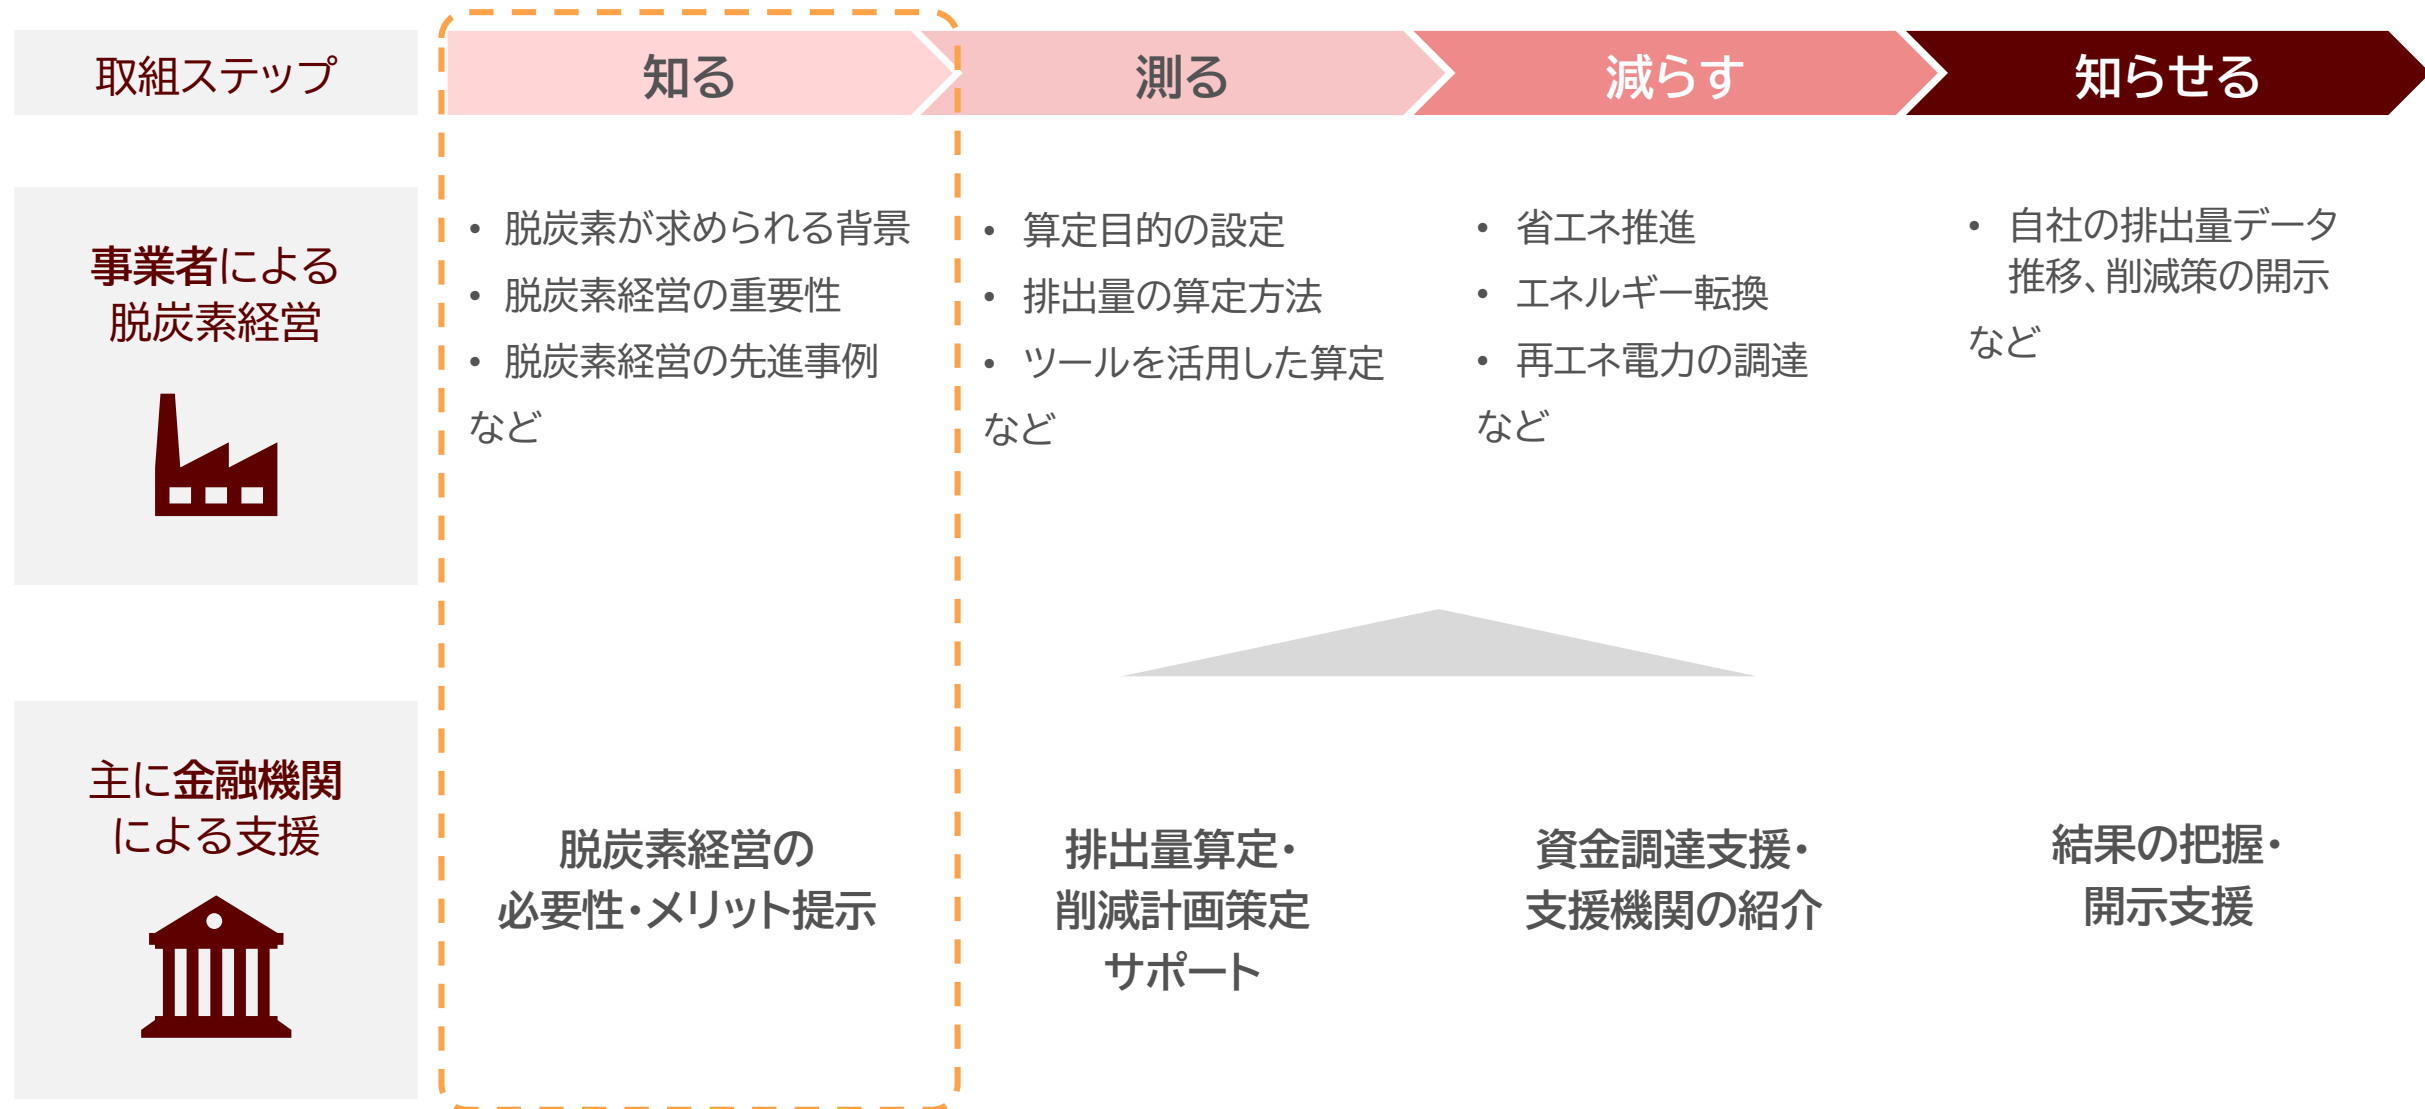 取組ステップ
知る
測る
減らす
知らせる
事業者による
脱炭素経営
• 脱炭素が求められる背景
• 脱炭素経営の重要性
• 脱炭素経営の先進事例
など
• 算定目的の設定
• 排出量の算定方法
• ツールを活用した算定
など
• 省エネ推進
• エネルギー転換
• 再エネ電力の調達
など
• 自社の排出量データ
推移、削減策の開示
など
主に金融機関
による支援
脱炭素経営の
必要性・メリット提示
排出量算定・
削減計画策定
サポート
資金調達支援・
支援機関の紹介
結果の把握・
開示支援